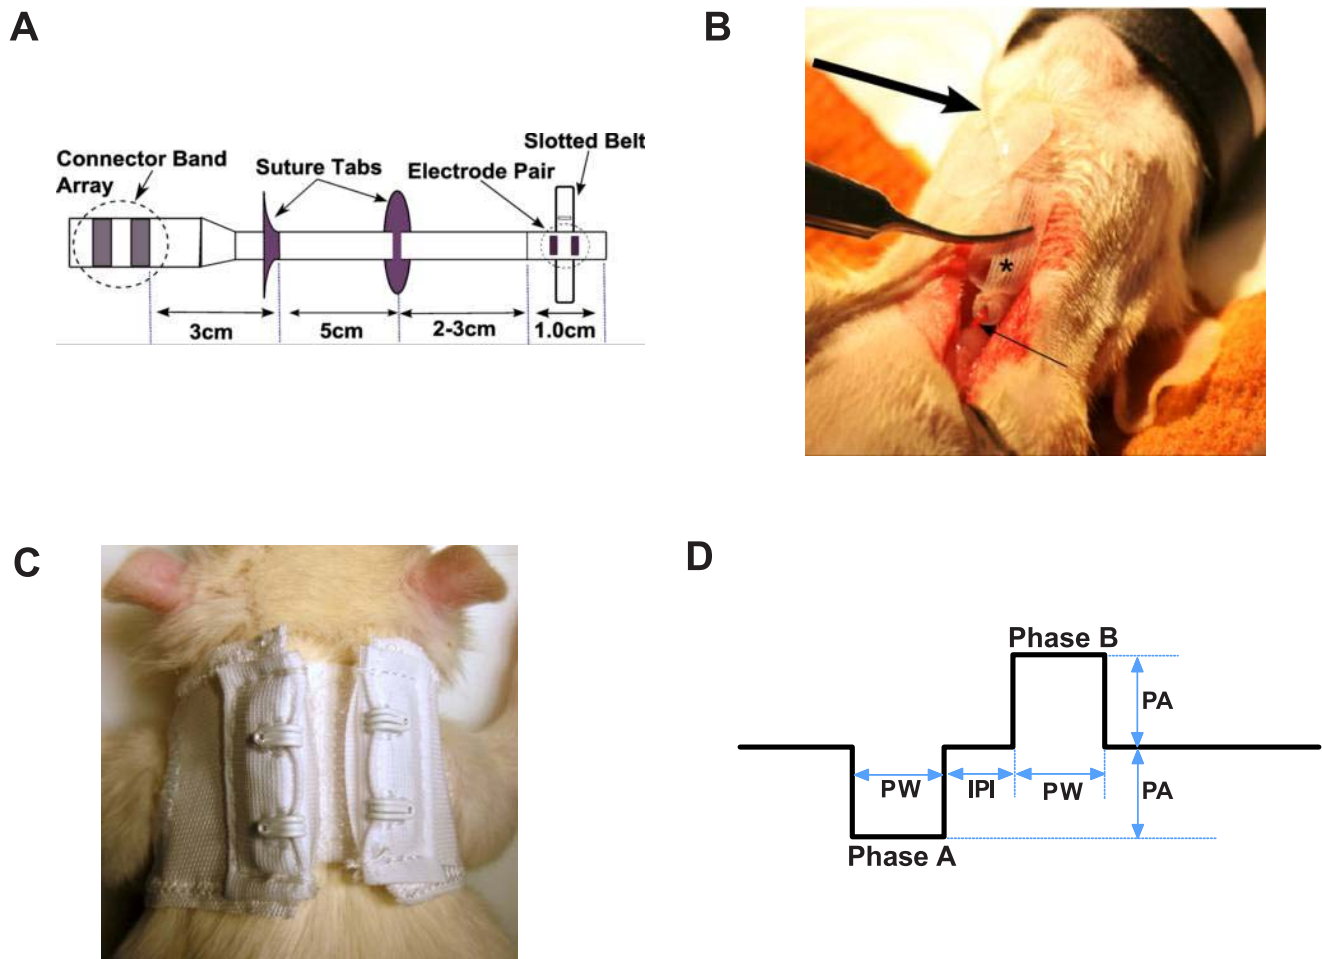 A
Connector Band
Array
Suture Tabs
Electrode Pair
Slotted Belt
3cm
5cm
2-3cm
1.0cm
B
*
C
D
Phase B
PA
PW
IPI
PW
PA
Phase A